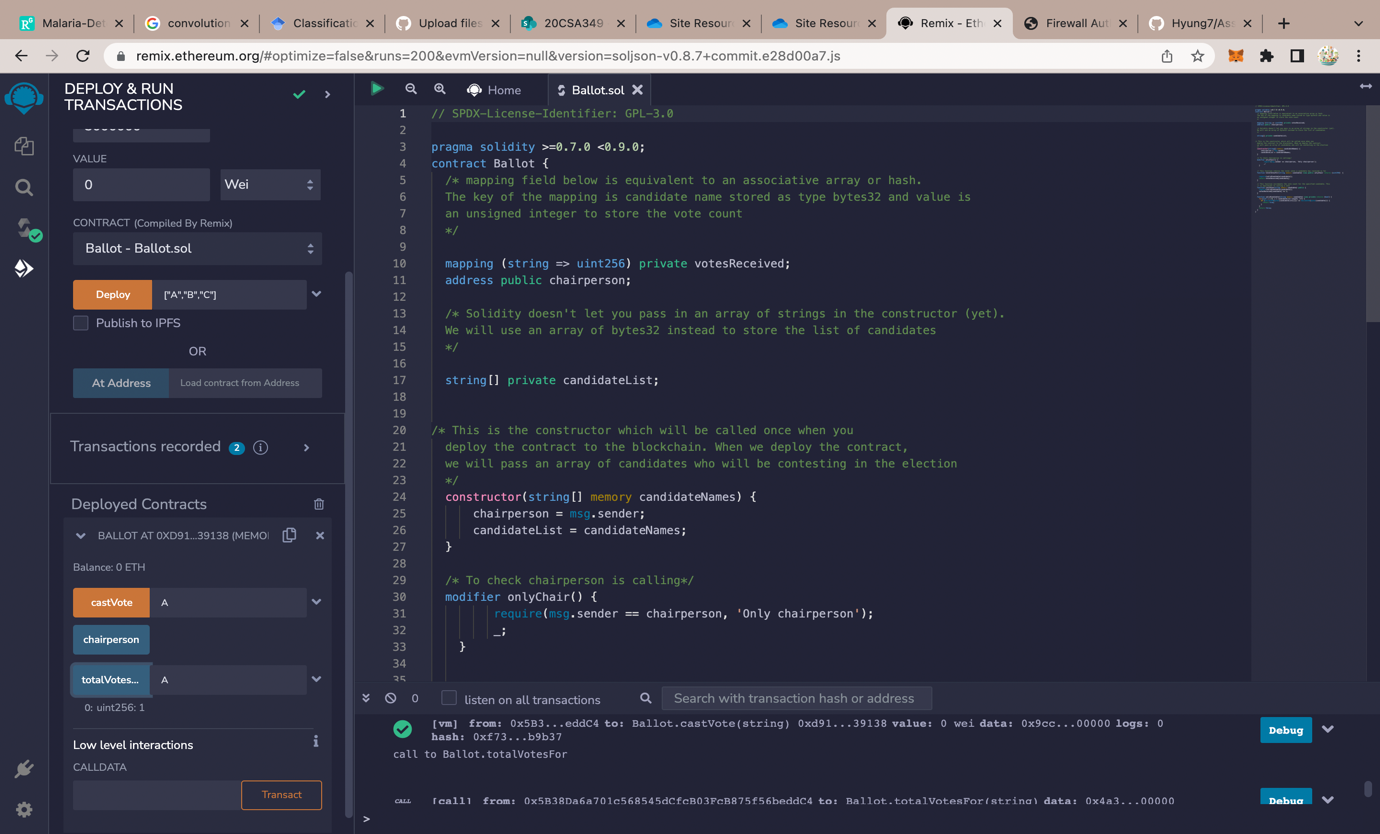 Malaria-Det
convolution
Classificatio
Upload files
20CSA349
Site Resour
Site Resour
Remix - Eth
Firewall Aut
Hyung7/Ass
remix.ethereum.org/#optimize=false&runs=200&evmVersion=null&version=soljson-v0.8.7+commit.e28d00a7.js
DEPLOY & RUN
TRANSACTIONS
VALUE
0
Wei
CONTRACT (Compiled By Remix)
Ballot - Ballot.sol
Deploy
["A","B","C"]
Publish to IPFS
OR
At Address
Load contract from Address
Transactions recorded 2 i
Deployed Contracts
BALLOT AT 0XD91...39138 (MEMO
Balance: 0 ETH
castVote
A
chairperson
totalVotes...
A
0: uint256: 1
Low level interactions
i
CALLDATA
Transact
Home
Ballot.sol
1 // SPDX-License-Identifier: GPL-3.0
2
3 pragma solidity >=0.7.0 <0.9.0;
4 contract Ballot {
5 /* mapping field below is equivalent to an associative array or hash.
6 The key of the mapping is candidate name stored as type bytes32 and value is
7 an unsigned integer to store the vote count
8 */
9
10 mapping (string => uint256) private votesReceived;
11 address public chairperson;
12
13 /* Solidity doesn't let you pass in an array of strings in the constructor (yet).
14 We will use an array of bytes32 instead to store the list of candidates
15 */
16
17 string[] private candidateList;
18
19
20 /* This is the constructor which will be called once when you
21 deploy the contract to the blockchain. When we deploy the contract,
22 we will pass an array of candidates who will be contesting in the election
23 */
24 constructor(string[] memory candidateNames) {
25 chairperson = msg.sender;
26 candidateList = candidateNames;
27 }
28
29 /* To check chairperson is calling*/
30 modifier onlyChair() {
31 require(msg.sender == chairperson, 'Only chairperson');
32 _;
33 }
34
35
0
listen on all transactions
Search with transaction hash or address
[vm] from: 0x5B3...eddC4 to: Ballot.castVote(string) 0xd91...39138 value: 0 wei data: 0x9cc...00000 logs: 0
hash: 0xf73...b9b37
Debug
call to Ballot.totalVotesFor
CALL [call] from: 0x5B38Da6a701c568545dCfcB03FcB875f56beddC4 to: Ballot.totalVotesFor(string) data: 0x4a3...00000
Debug
>